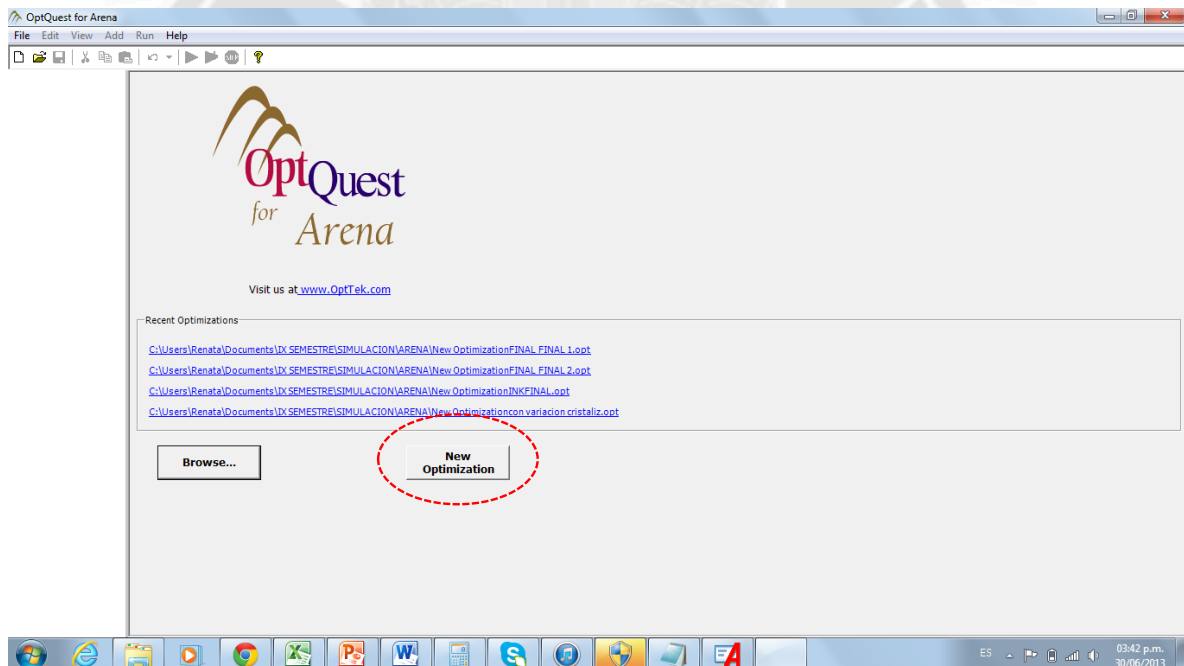 OptQuest for Arena
File Edit View Add Run Help
OptQuest
for
Arena
Visit us at www.OptTek.com
Recent Optimizations
C:\Users\Renata\Documents\IX SEMESTRE\SIMULACION\ARENA\New OptimizationFINAL FINAL 1.opt
C:\Users\Renata\Documents\IX SEMESTRE\SIMULACION\ARENA\New OptimizationFINAL FINAL 2.opt
C:\Users\Renata\Documents\IX SEMESTRE\SIMULACION\ARENA\New OptimizationINKFINAL.opt
C:\Users\Renata\Documents\IX SEMESTRE\SIMULACION\ARENA\New Optimizationcon variacion cristaliz.opt
Browse...
New
Optimization
ES
03:42 p.m.
30/06/2013